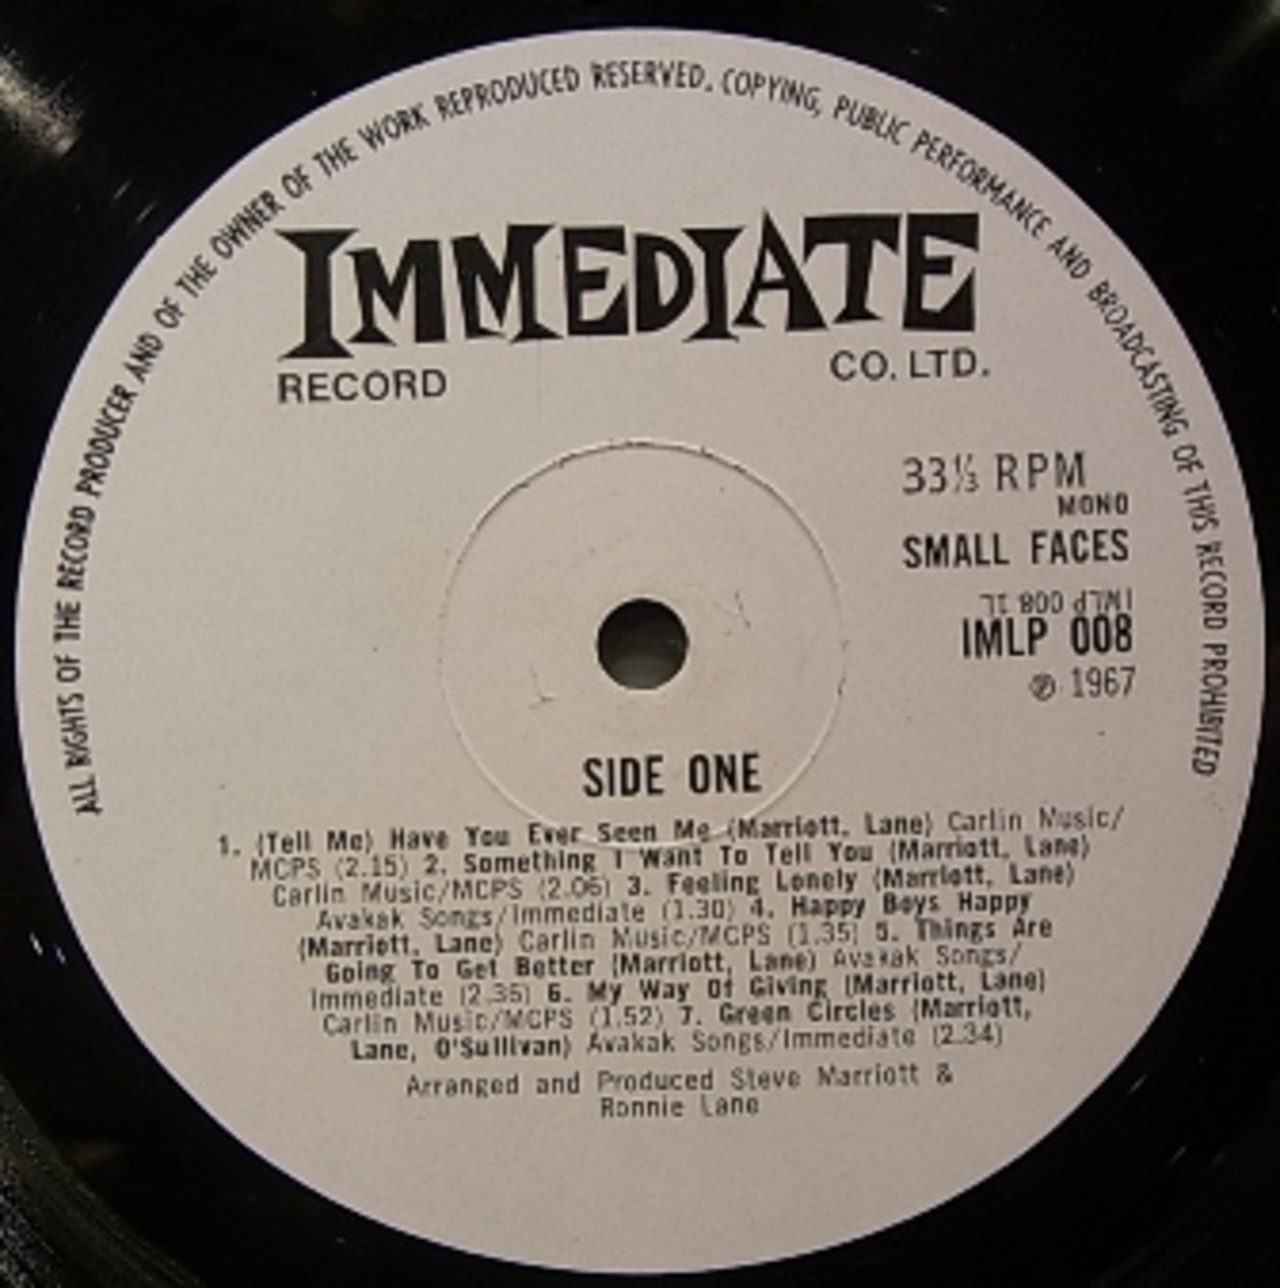 ALL RIGHTS OF THE RECORD PRODUCER AND OF THE OWNER OF THE WORK REPRODUCED RESERVED. COPYING, PUBLIC PERFORMANCE AND BROADCASTING OF THIS RECORD PROHIBITED
IMMEDIATE
RECORD CO. LTD.
33⅓ RPM
MONO
SMALL FACES
IMLP 008 1L
IMLP 008
℗ 1967
SIDE ONE
1. (Tell Me) Have You Ever Seen Me (Marriott. Lane) Carlin Music/
MCPS (2.15) 2. Something I Want To Tell You (Marriott, Lane)
Carlin Music/MCPS (2.06) 3. Feeling Lonely (Marriott, Lane)
Avakak Songs/Immediate (1.30) 4. Happy Boys Happy
(Marriott, Lane) Carlin Music/MCPS (1.35) 5. Things Are
Going To Get Better (Marriott, Lane) Avakak Songs/
Immediate (2.35) 6. My Way Of Giving (Marriott, Lane)
Carlin Music/MCPS (1.52) 7. Green Circles (Marriott,
Lane, O'Sullivan) Avakak Songs/Immediate (2.34)
Arranged and Produced Steve Marriott &
Ronnie Lane